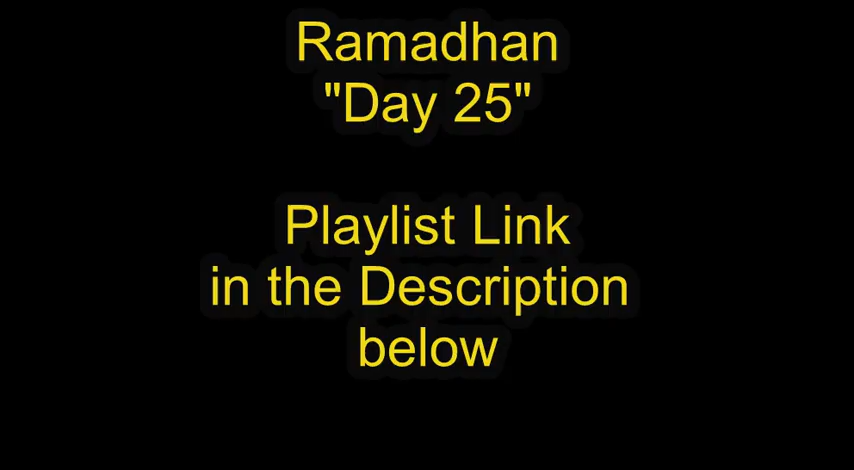 Ramadhan
"Day 25"
Playlist Link
in the Description
below